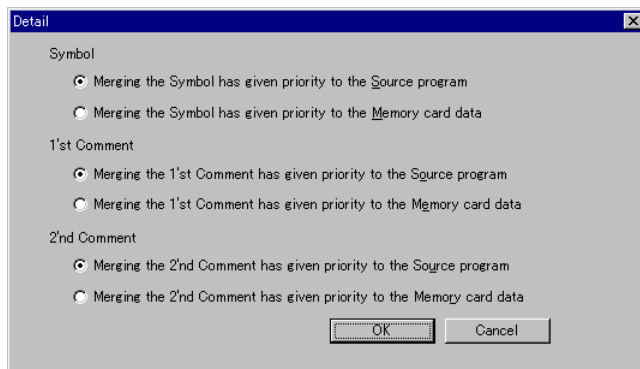 Detail
Symbol
Merging the Symbol has given priority to the Source program
Merging the Symbol has given priority to the Memory card data
1'st Comment
Merging the 1'st Comment has given priority to the Source program
Merging the 1'st Comment has given priority to the Memory card data
2'nd Comment
Merging the 2'nd Comment has given priority to the Source program
Merging the 2'nd Comment has given priority to the Memory card data
OK Cancel